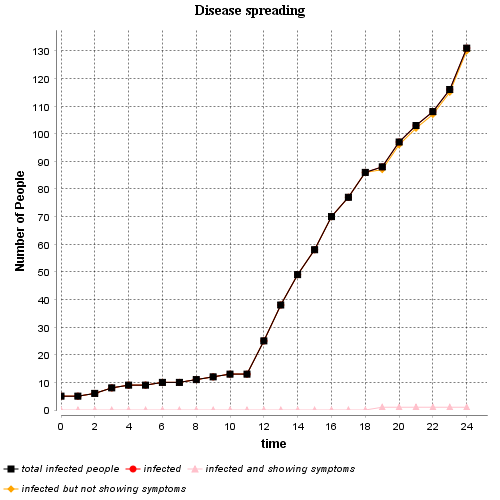 Disease spreading
130
120
110
100
90
80
70
60
50
40
30
20
10
0
Number of People
0 2 4 6 8 10 12 14 16 18 20 22 24
time
total infected people infected infected and showing symptoms
infected but not showing symptoms